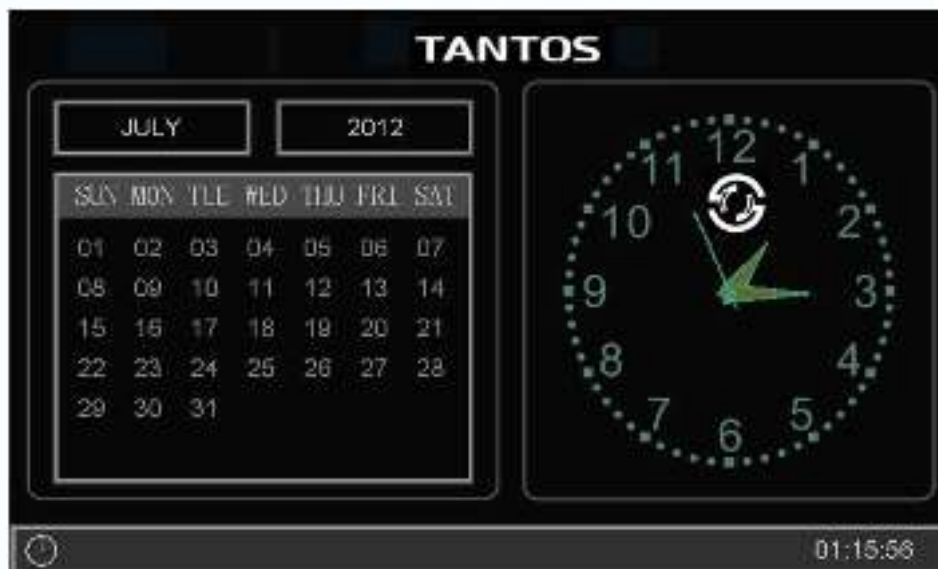 TANTOS
JULY 2012
SUN MON TUE WED THU FRI SAT
01 02 03 04 05 06 07
08 09 10 11 12 13 14
15 16 17 18 19 20 21
22 23 24 25 26 27 28
29 30 31
12
11 1
10 2
9 3
8 4
7 5
6
01:15:56